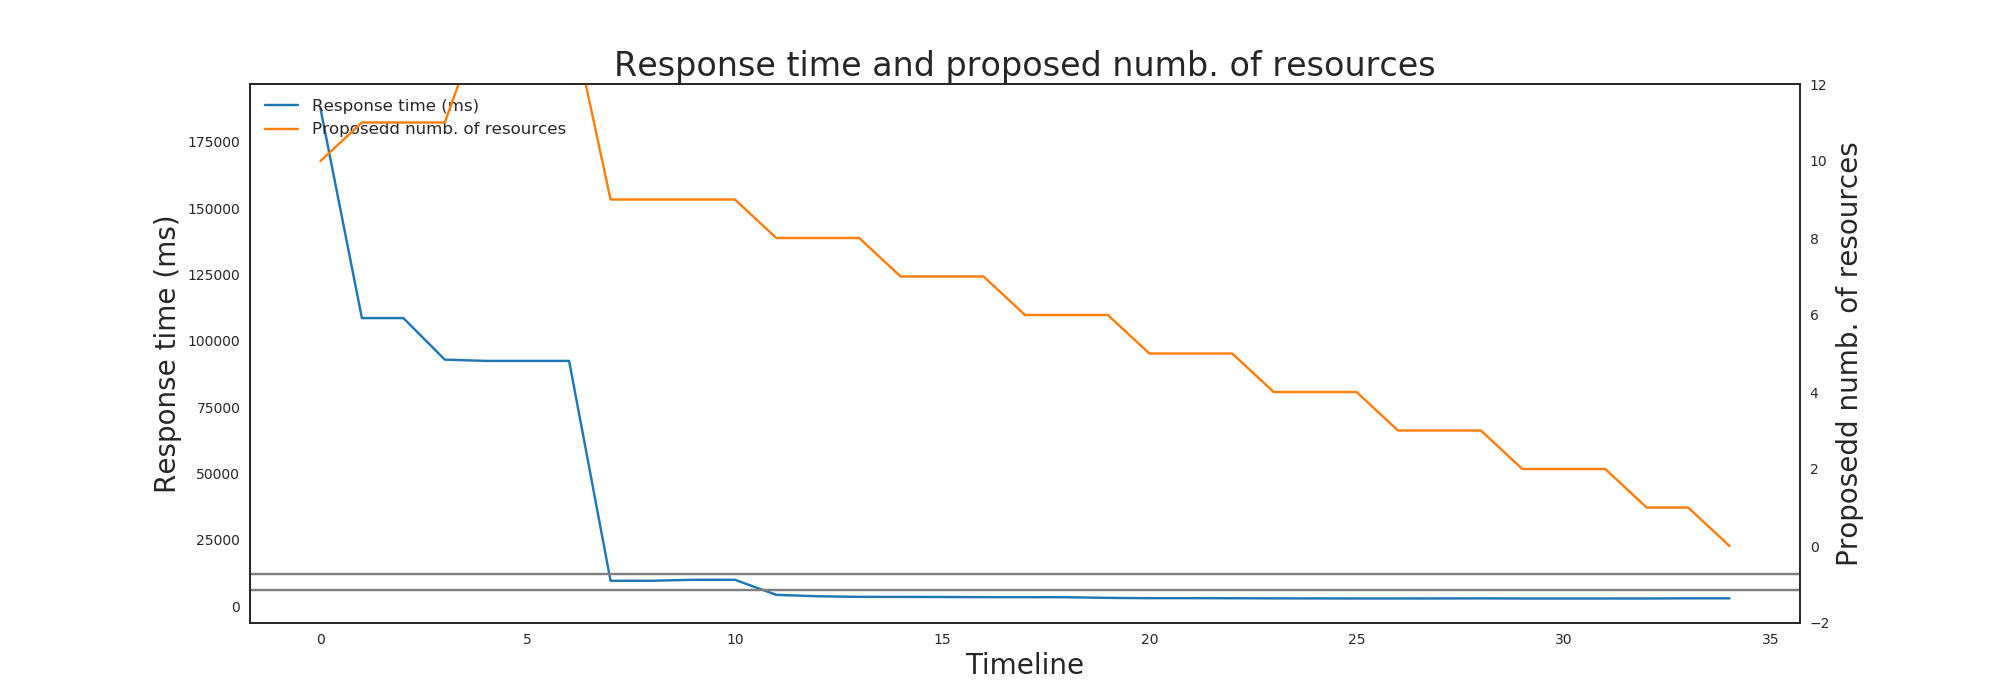 Response time and proposed numb. of resources
Response time (ms)
Proposedd numb. of resources
175000
150000
125000
100000
75000
50000
25000
0
Response time (ms)
12
10
8
6
4
2
0
−2
Proposedd numb. of resources
0 5 10 15 20 25 30 35
Timeline